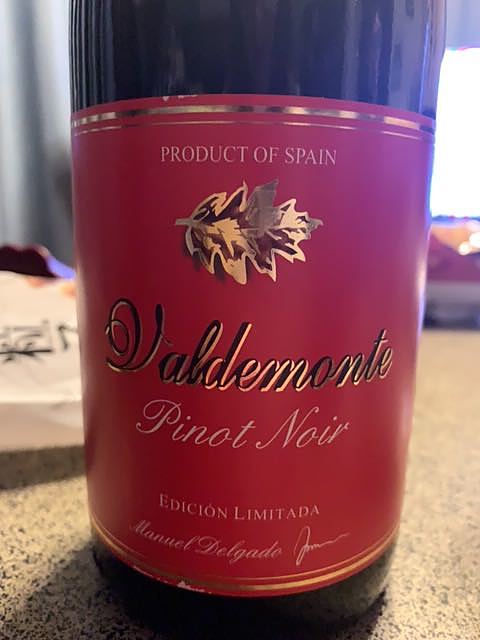 PRODUCT OF SPAIN
Valdemonte
Pinot Noir
EDICIÓN LIMITADA
Manuel Delgado